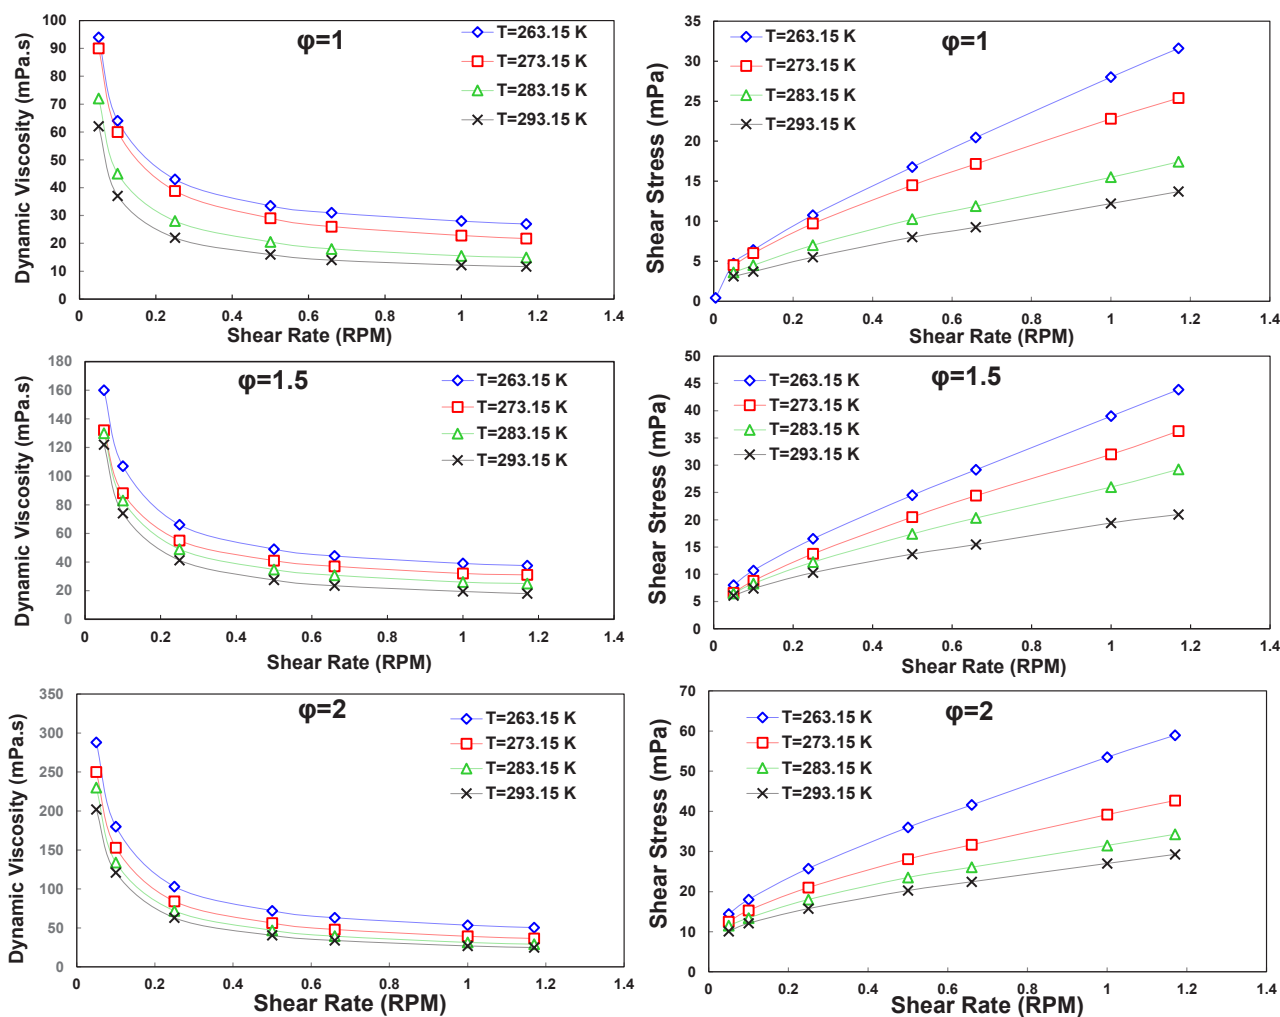 φ=1
Dynamic Viscosity (mPa.s)
100
90
80
70
60
50
40
30
20
10
0
T=263.15 K
T=273.15 K
T=283.15 K
T=293.15 K
0 0.2 0.4 0.6 0.8 1 1.2 1.4
Shear Rate (RPM)
φ=1
Shear Stress (mPa)
35
30
25
20
15
10
5
0
T=263.15 K
T=273.15 K
T=283.15 K
T=293.15 K
0 0.2 0.4 0.6 0.8 1 1.2 1.4
Shear Rate (RPM)
φ=1.5
Dynamic Viscosity (mPa.s)
180
160
140
120
100
80
60
40
20
0
T=263.15 K
T=273.15 K
T=283.15 K
T=293.15 K
0 0.2 0.4 0.6 0.8 1 1.2 1.4
Shear Rate (RPM)
φ=1.5
Shear Stress (mPa)
50
45
40
35
30
25
20
15
10
5
0
T=263.15 K
T=273.15 K
T=283.15 K
T=293.15 K
0 0.2 0.4 0.6 0.8 1 1.2 1.4
Shear Rate (RPM)
φ=2
Dynamic Viscosity (mPa.s)
350
300
250
200
150
100
50
0
T=263.15 K
T=273.15 K
T=283.15 K
T=293.15 K
0 0.2 0.4 0.6 0.8 1 1.2 1.4
Shear Rate (RPM)
φ=2
Shear Stress (mPa)
70
60
50
40
30
20
10
0
T=263.15 K
T=273.15 K
T=283.15 K
T=293.15 K
0 0.2 0.4 0.6 0.8 1 1.2 1.4
Shear Rate (RPM)